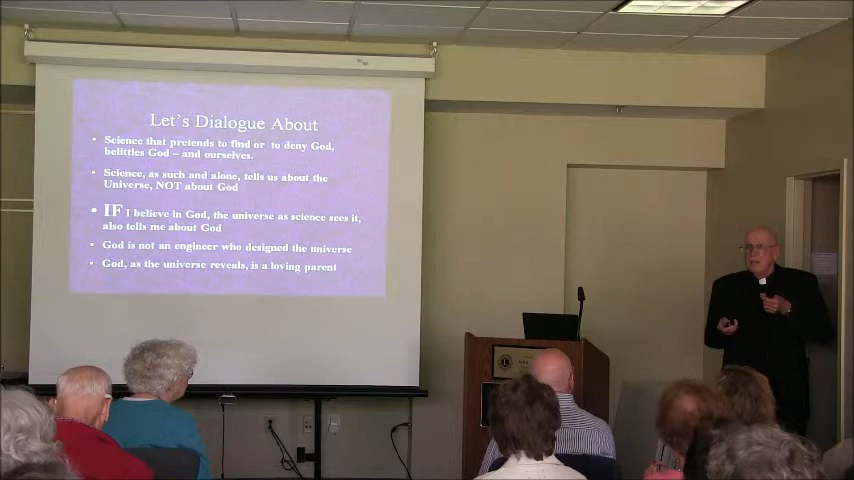 Let's Dialogue About
• Science that pretends to find or to deny God,
belittles God – and ourselves.
• Science, as such and alone, tells us about the
Universe, NOT about God
• IF I believe in God, the universe as science sees it,
also tells me about God
• God is not an engineer who designed the universe
• God, as the universe reveals, is a loving parent